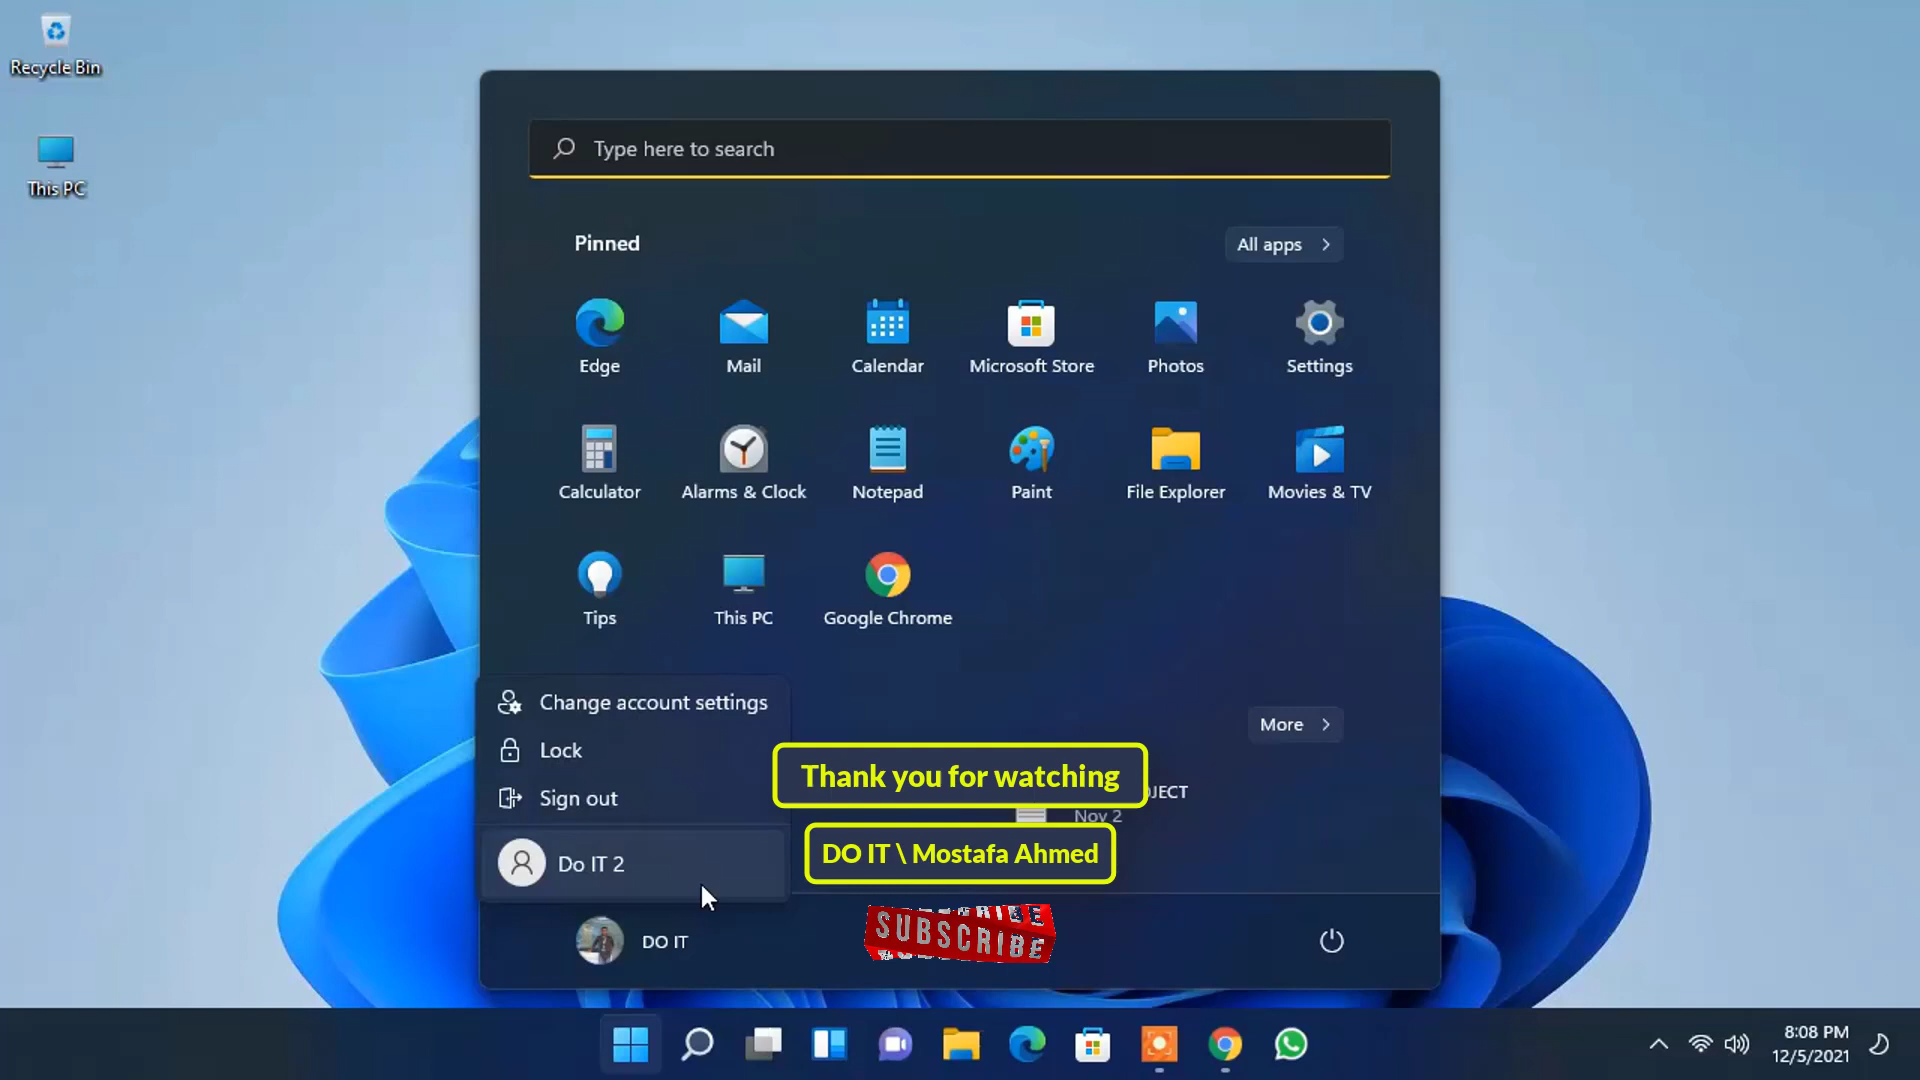 Recycle Bin
This PC
Type here to search
Pinned
All apps
Edge
Mail
Calendar
Microsoft Store
Photos
Settings
Calculator
Alarms & Clock
Notepad
Paint
File Explorer
Movies & TV
Tips
This PC
Google Chrome
Change account settings
More
Lock
Thank you for watching
JECT
Sign out
Nov 2
DO IT \ Mostafa Ahmed
Do IT 2
SUBSCRIBE
DO IT
8:08 PM
12/5/2021